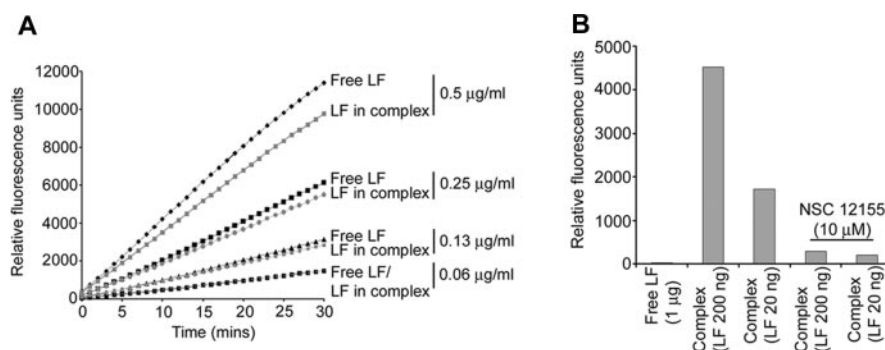 A
Relative fluorescence units
12000
10000
8000
6000
4000
2000
0
0
5
10
15
20
25
30
Time (mins)
Free LF
LF in complex
0.5 µg/ml
Free LF
LF in complex
0.25 µg/ml
Free LF
LF in complex
0.13 µg/ml
Free LF/
LF in complex
0.06 µg/ml
B
Relative fluorescence units
5000
4000
3000
2000
1000
0
NSC 12155
(10 µM)
Free LF
(1 µg)
Complex
(LF 200 ng)
Complex
(LF 20 ng)
Complex
(LF 200 ng)
Complex
(LF 20 ng)